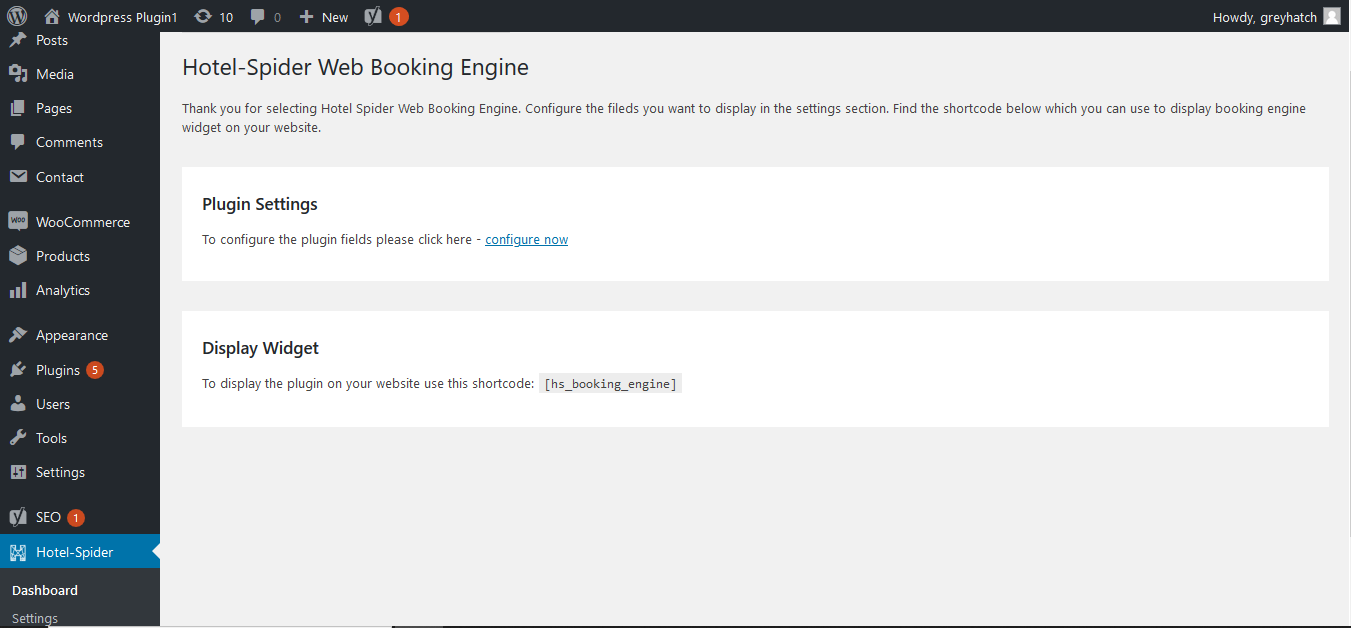 Wordpress Plugin1 10 0 New 1 Howdy, greyhatch
Posts
Media
Pages
Comments
Contact
WooCommerce
Products
Analytics
Appearance
Plugins 5
Users
Tools
Settings
SEO 1
Hotel-Spider
Dashboard
Settings
Hotel-Spider Web Booking Engine
Thank you for selecting Hotel Spider Web Booking Engine. Configure the fileds you want to display in the settings section. Find the shortcode below which you can use to display booking engine
widget on your website.
Plugin Settings
To configure the plugin fields please click here - configure now
Display Widget
To display the plugin on your website use this shortcode: [hs_booking_engine]